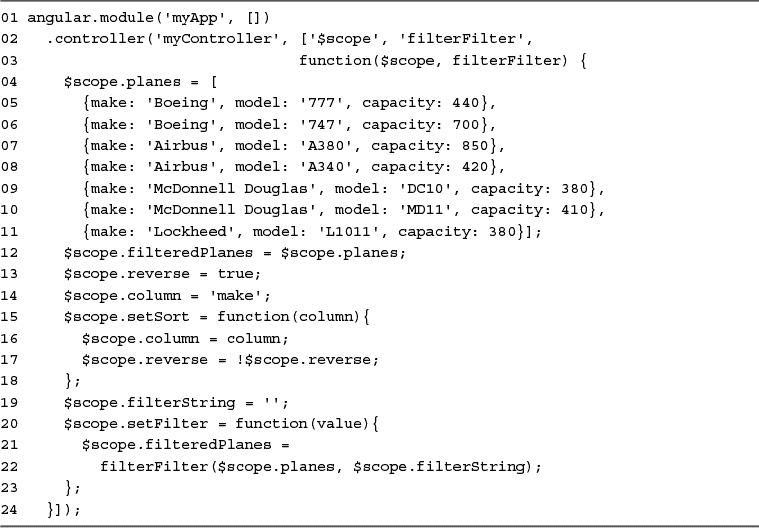 01 angular.module('myApp', [])
02   .controller('myController', ['$scope', 'filterFilter',
03                               function($scope, filterFilter) {
04     $scope.planes = [
05       {make: 'Boeing', model: '777', capacity: 440},
06       {make: 'Boeing', model: '747', capacity: 700},
07       {make: 'Airbus', model: 'A380', capacity: 850},
08       {make: 'Airbus', model: 'A340', capacity: 420},
09       {make: 'McDonnell Douglas', model: 'DC10', capacity: 380},
10       {make: 'McDonnell Douglas', model: 'MD11', capacity: 410},
11       {make: 'Lockheed', model: 'L1011', capacity: 380}];
12     $scope.filteredPlanes = $scope.planes;
13     $scope.reverse = true;
14     $scope.column = 'make';
15     $scope.setSort = function(column){
16       $scope.column = column;
17       $scope.reverse = !$scope.reverse;
18     };
19     $scope.filterString = '';
20     $scope.setFilter = function(value){
21       $scope.filteredPlanes =
22         filterFilter($scope.planes, $scope.filterString);
23     };
24   }]);